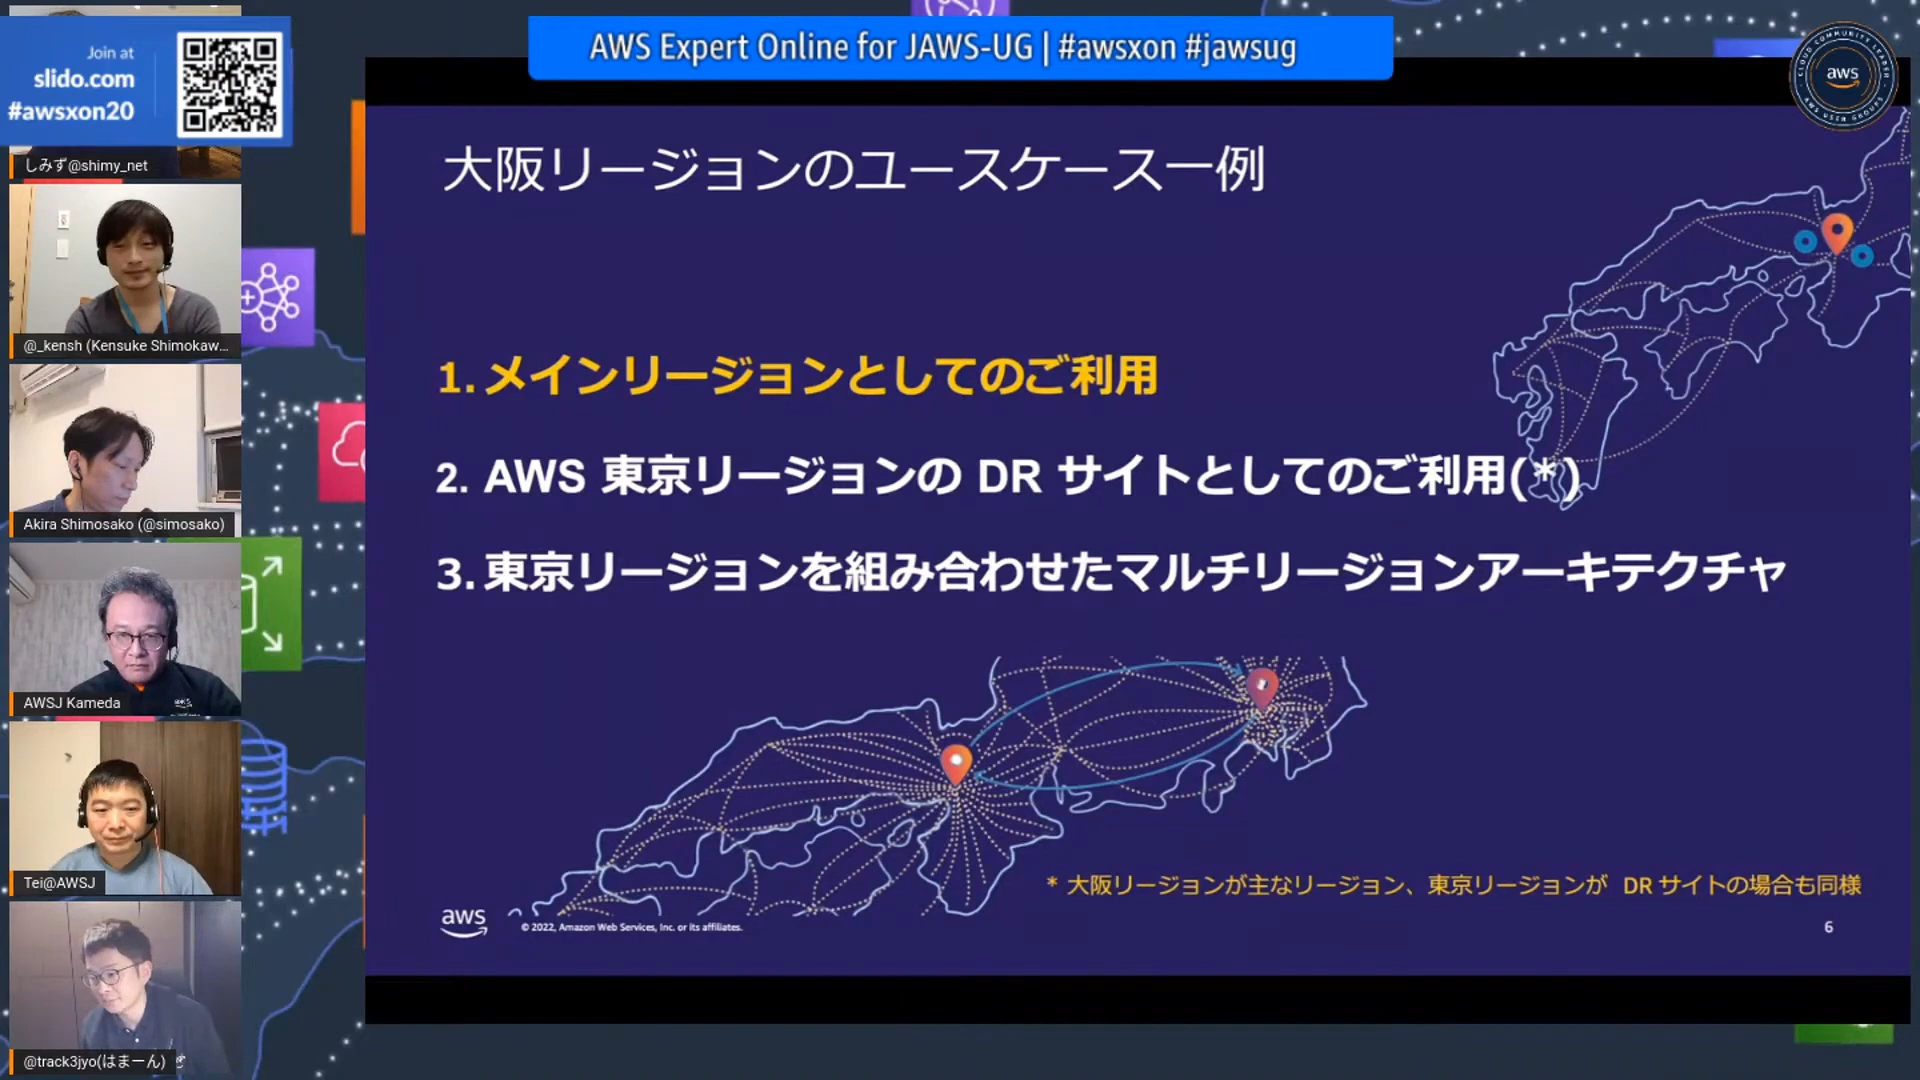 AWS Expert Online for JAWS-UG | #awsxon #jawsug
Join at
slido.com
#awsxon20
aws
CLOUD COMMUNITY LEADER
AWS USER GROUPS
しみず@shimy_net
@_kensh (Kensuke Shimokaw...
Akira Shimosako (@simosako)
AWSJ Kameda
Tei@AWSJ
@track3jyo(はまーん)
大阪リージョンのユースケース一例
1. メインリージョンとしてのご利用
2. AWS 東京リージョンの DR サイトとしてのご利用(*)
3. 東京リージョンを組み合わせたマルチリージョンアーキテクチャ
* 大阪リージョンが主なリージョン、東京リージョンが DR サイトの場合も同様
aws
© 2022, Amazon Web Services, Inc. or its affiliates.
6